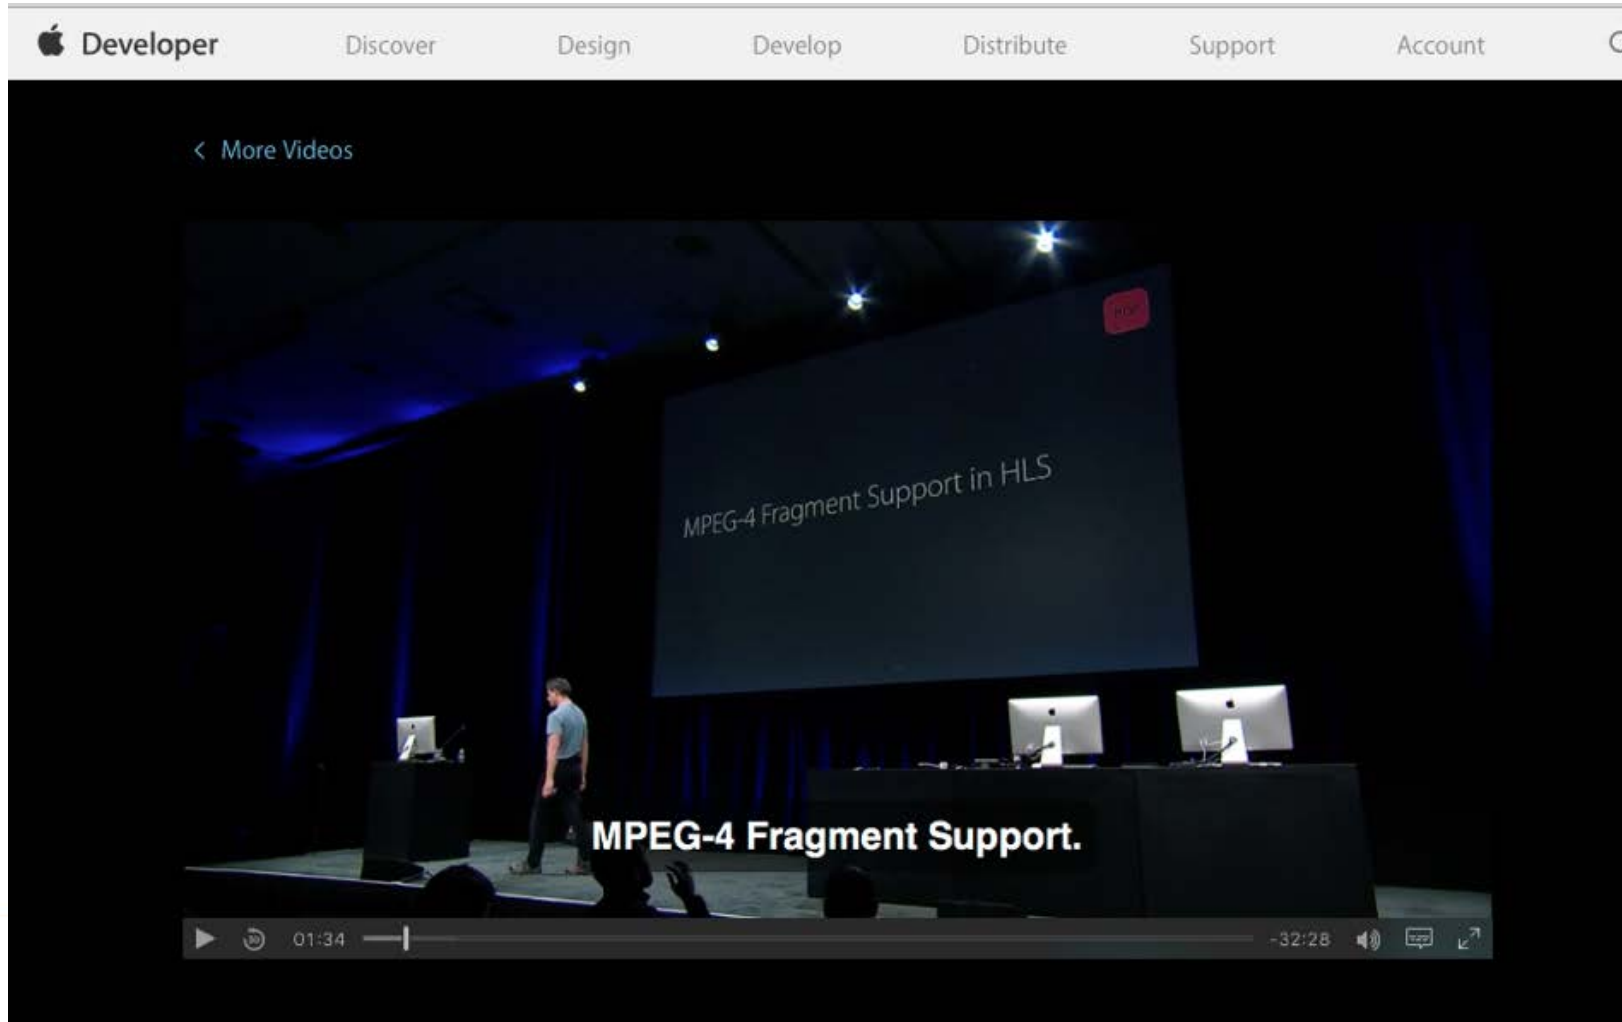 Developer
Discover
Design
Develop
Distribute
Support
Account
< More Videos
MPEG-4 Fragment Support in HLS
MPEG-4 Fragment Support.
01:34
-32:28